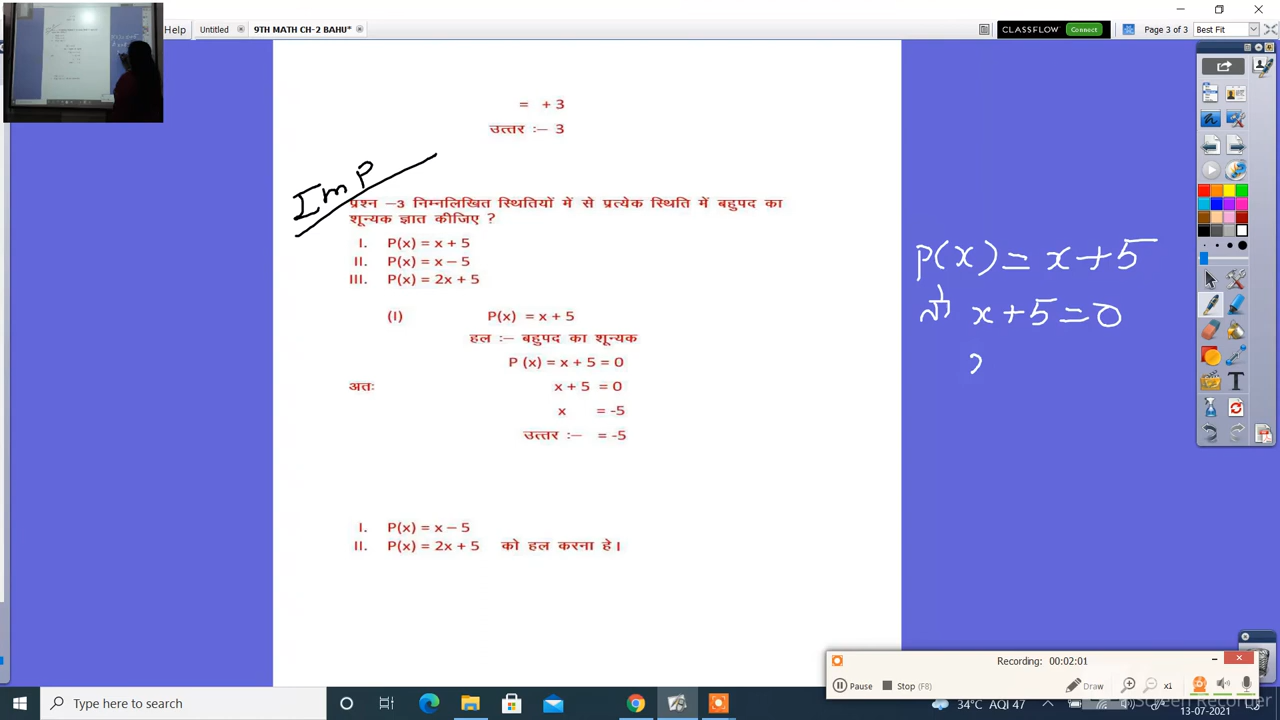 Help
Untitled
9TH MATH CH-2 BAHU*
CLASSFLOW
Connect
Page 3 of 3
Best Fit
= + 3
उत्तर :– 3
Imp
प्रश्न –3 निम्नलिखित स्थितियों में से प्रत्येक स्थिति में बहुपद का
शून्यक ज्ञात कीजिए ?
I. P(x) = x + 5
II. P(x) = x – 5
III. P(x) = 2x + 5
(I) P(x) = x + 5
हल :– बहुपद का शून्यक
P (x) = x + 5 = 0
अतः x + 5 = 0
x = -5
उत्तर :– = -5
I. P(x) = x – 5
II. P(x) = 2x + 5 को हल करना हे।
p(x) = x+5
x+5=0
Recording: 00:02:01
Pause
Stop (F8)
Draw
x1
Type here to search
34°C AQI 47
13-07-2021
Screen Recorder